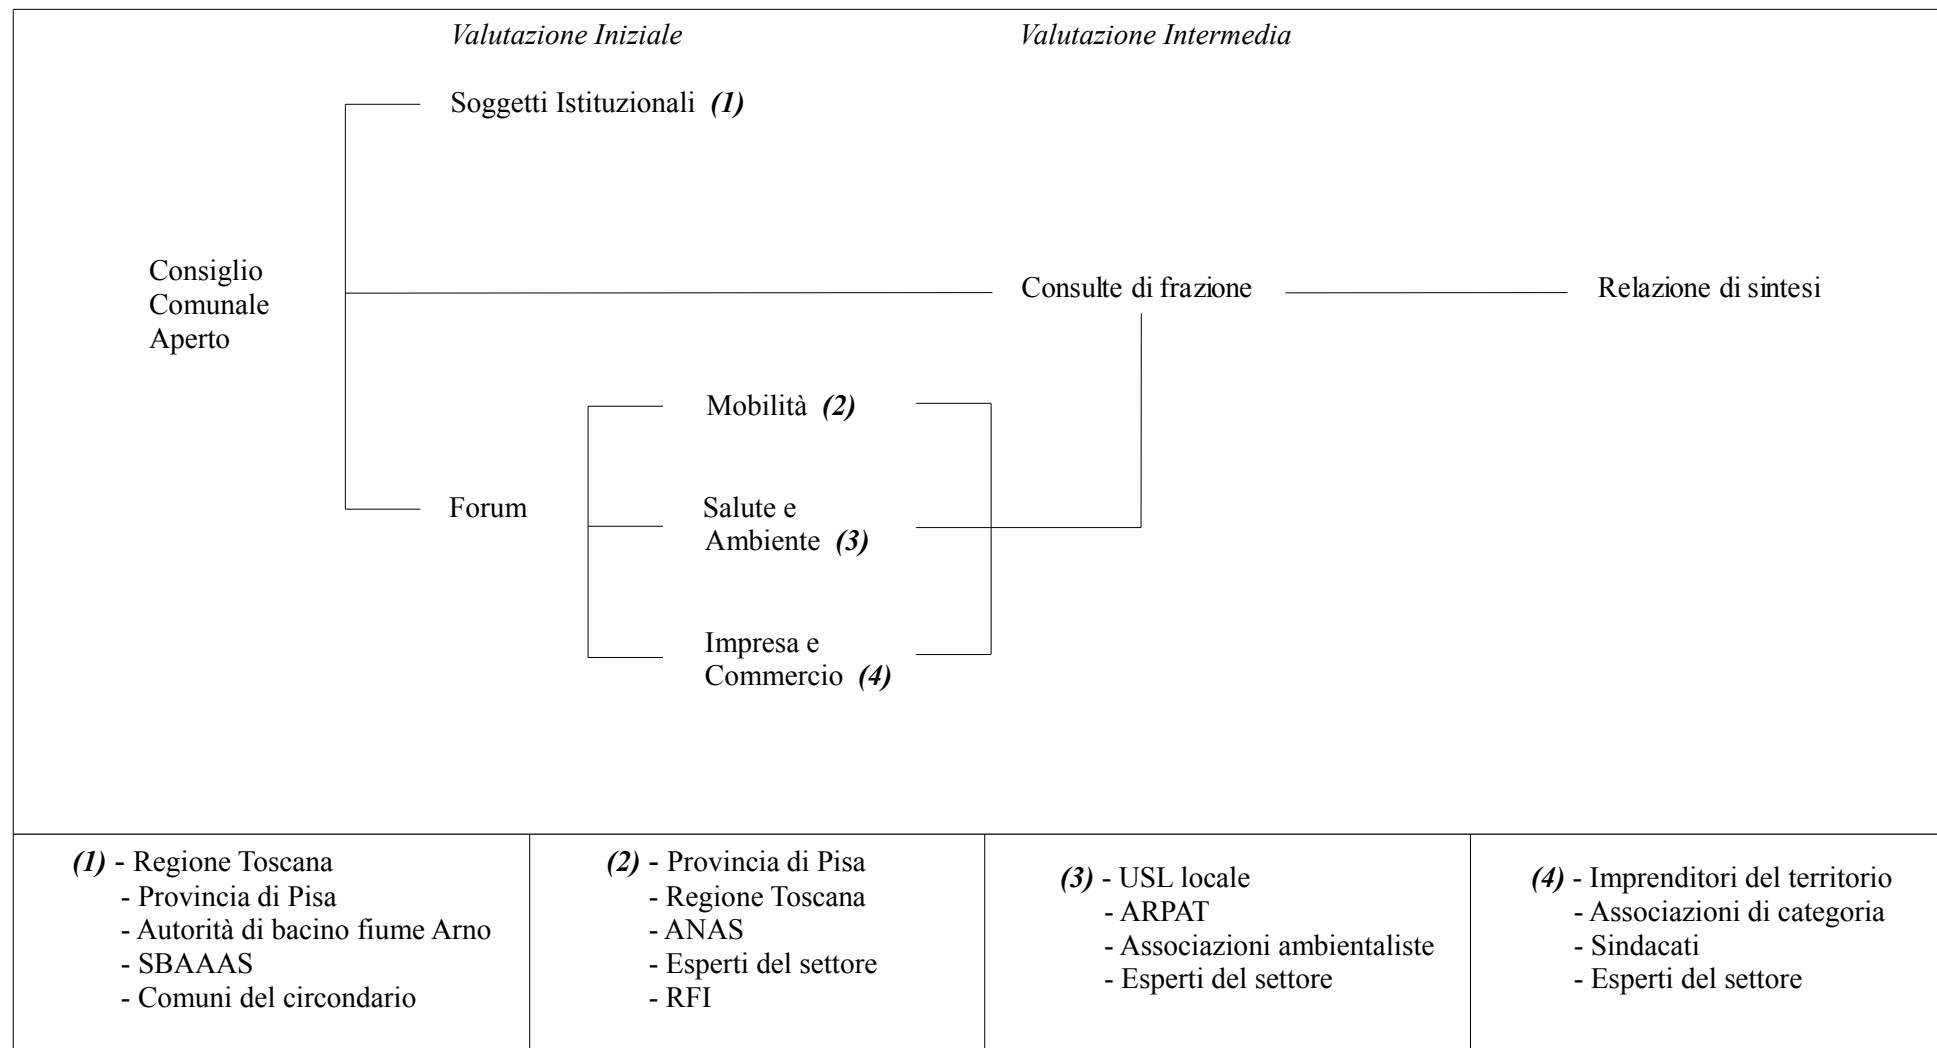 Valutazione Iniziale
Valutazione Intermedia
Soggetti Istituzionali (1)
Consiglio
Comunale
Aperto
Consulte di frazione
Relazione di sintesi
Mobilità (2)
Forum
Salute e
Ambiente (3)
Impresa e
Commercio (4)
(1) - Regione Toscana
- Provincia di Pisa
- Autorità di bacino fiume Arno
- SBAAAS
- Comuni del circondario
(2) - Provincia di Pisa
- Regione Toscana
- ANAS
- Esperti del settore
- RFI
(3) - USL locale
- ARPAT
- Associazioni ambientaliste
- Esperti del settore
(4) - Imprenditori del territorio
- Associazioni di categoria
- Sindacati
- Esperti del settore